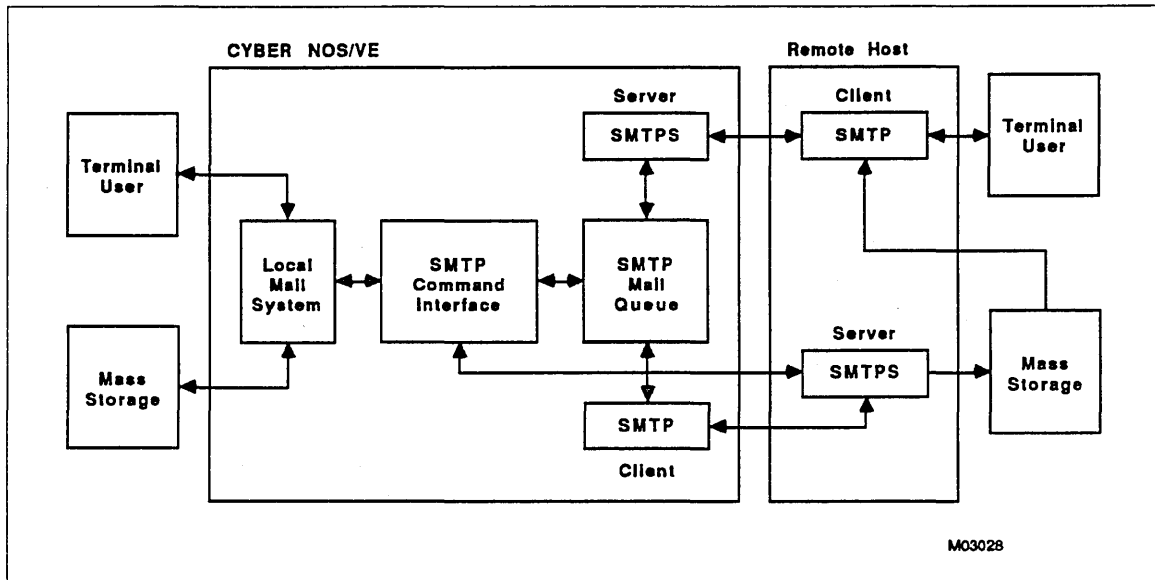 CYBER NOS/VE
Remote Host
Server
Client
SMTPS
SMTP
Terminal
User
Terminal
User
Local
Mail
System
SMTP
Command
Interface
SMTP
Mail
Queue
Mass
Storage
Server
SMTPS
Mass
Storage
SMTP
Client
M03028